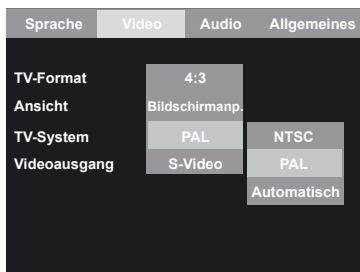 Sprache Video Audio Allgemeines
TV-Format 4:3
Ansicht Bildschirmanp.
TV-System PAL NTSC
Videoausgang S-Video PAL
Automatisch